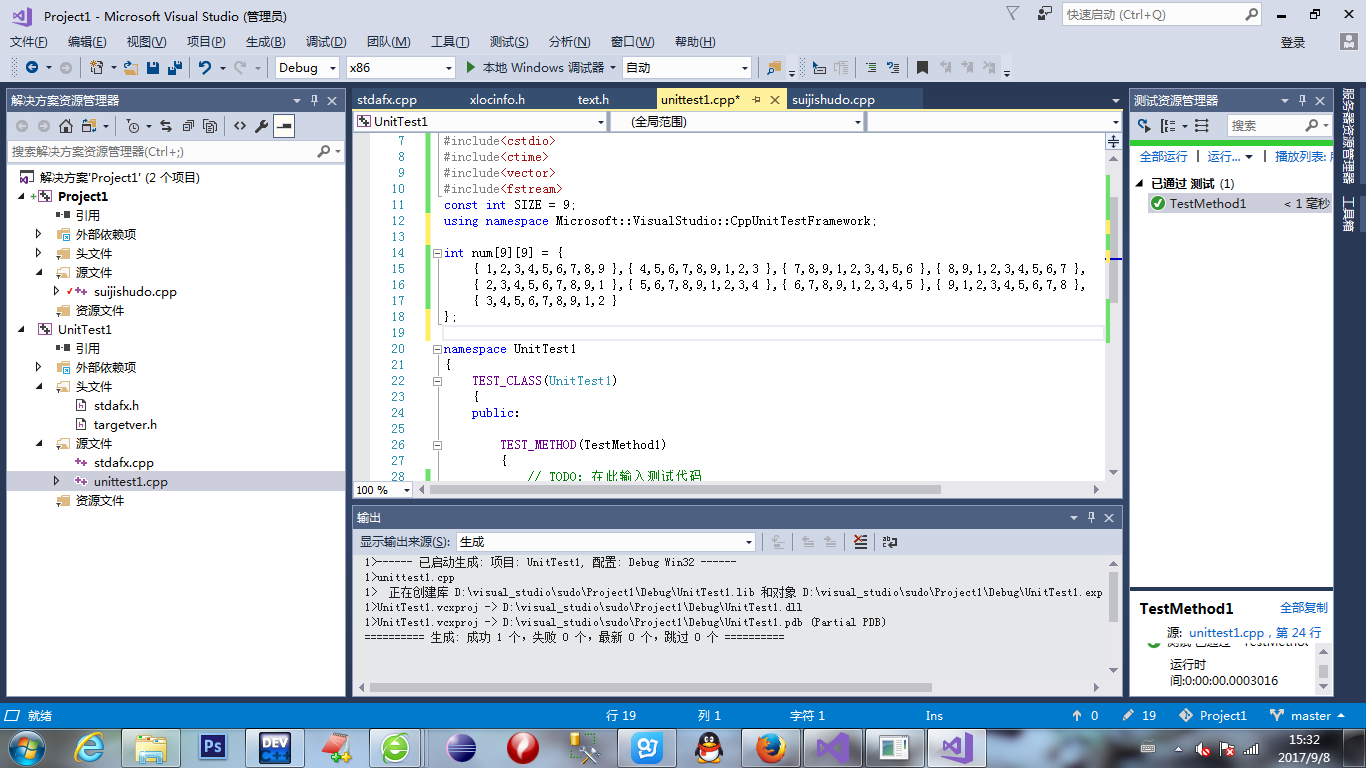 Project1 - Microsoft Visual Studio (管理员)
快速启动 (Ctrl+Q)
文件(F) 编辑(E) 视图(V) 项目(P) 生成(B) 调试(D) 团队(M) 工具(T) 测试(S) 分析(N) 窗口(W) 帮助(H) 登录
Debug x86 本地 Windows 调试器 自动
解决方案资源管理器
搜索解决方案资源管理器(Ctrl+;)
解决方案'Project1' (2 个项目)
Project1
引用
外部依赖项
头文件
源文件
suijishudo.cpp
资源文件
UnitTest1
引用
外部依赖项
头文件
stdafx.h
targetver.h
源文件
stdafx.cpp
unittest1.cpp
资源文件
stdafx.cpp xlocinfo.h text.h unittest1.cpp* suijishudo.cpp
UnitTest1 (全局范围)
7 #include<cstdio>
8 #include<ctime>
9 #include<vector>
10 #include<fstream>
11 const int SIZE = 9;
12 using namespace Microsoft::VisualStudio::CppUnitTestFramework;
13
14 int num[9][9] = {
15 { 1,2,3,4,5,6,7,8,9 },{ 4,5,6,7,8,9,1,2,3 },{ 7,8,9,1,2,3,4,5,6 },{ 8,9,1,2,3,4,5,6,7 },
16 { 2,3,4,5,6,7,8,9,1 },{ 5,6,7,8,9,1,2,3,4 },{ 6,7,8,9,1,2,3,4,5 },{ 9,1,2,3,4,5,6,7,8 },
17 { 3,4,5,6,7,8,9,1,2 }
18 };
19
20 namespace UnitTest1
21 {
22 TEST_CLASS(UnitTest1)
23 {
24 public:
25
26 TEST_METHOD(TestMethod1)
27 {
28 // TODO: 在此输入测试代码
100 %
输出
显示输出来源(S): 生成
1>------ 已启动生成: 项目: UnitTest1, 配置: Debug Win32 ------
1>unittest1.cpp
1> 正在创建库 D:\visual_studio\sudo\Project1\Debug\UnitTest1.lib 和对象 D:\visual_studio\sudo\Project1\Debug\UnitTest1.exp
1>UnitTest1.vcxproj -> D:\visual_studio\sudo\Project1\Debug\UnitTest1.dll
1>UnitTest1.vcxproj -> D:\visual_studio\sudo\Project1\Debug\UnitTest1.pdb (Partial PDB)
========== 生成: 成功 1 个，失败 0 个，最新 0 个，跳过 0 个 ==========
测试资源管理器
搜索
全部运行 运行... 播放列表:
已通过 测试 (1)
TestMethod1 < 1 毫秒
TestMethod1 全部复制
源: unittest1.cpp，第 24 行
测试 已通过 - TestMetho
运行时
间:0:00:00.0003016
服务器资源管理器
工具箱
就绪 行 19 列 1 字符 1 Ins 0 19 Project1 master
Ps
DEV
C++
15:32
2017/9/8